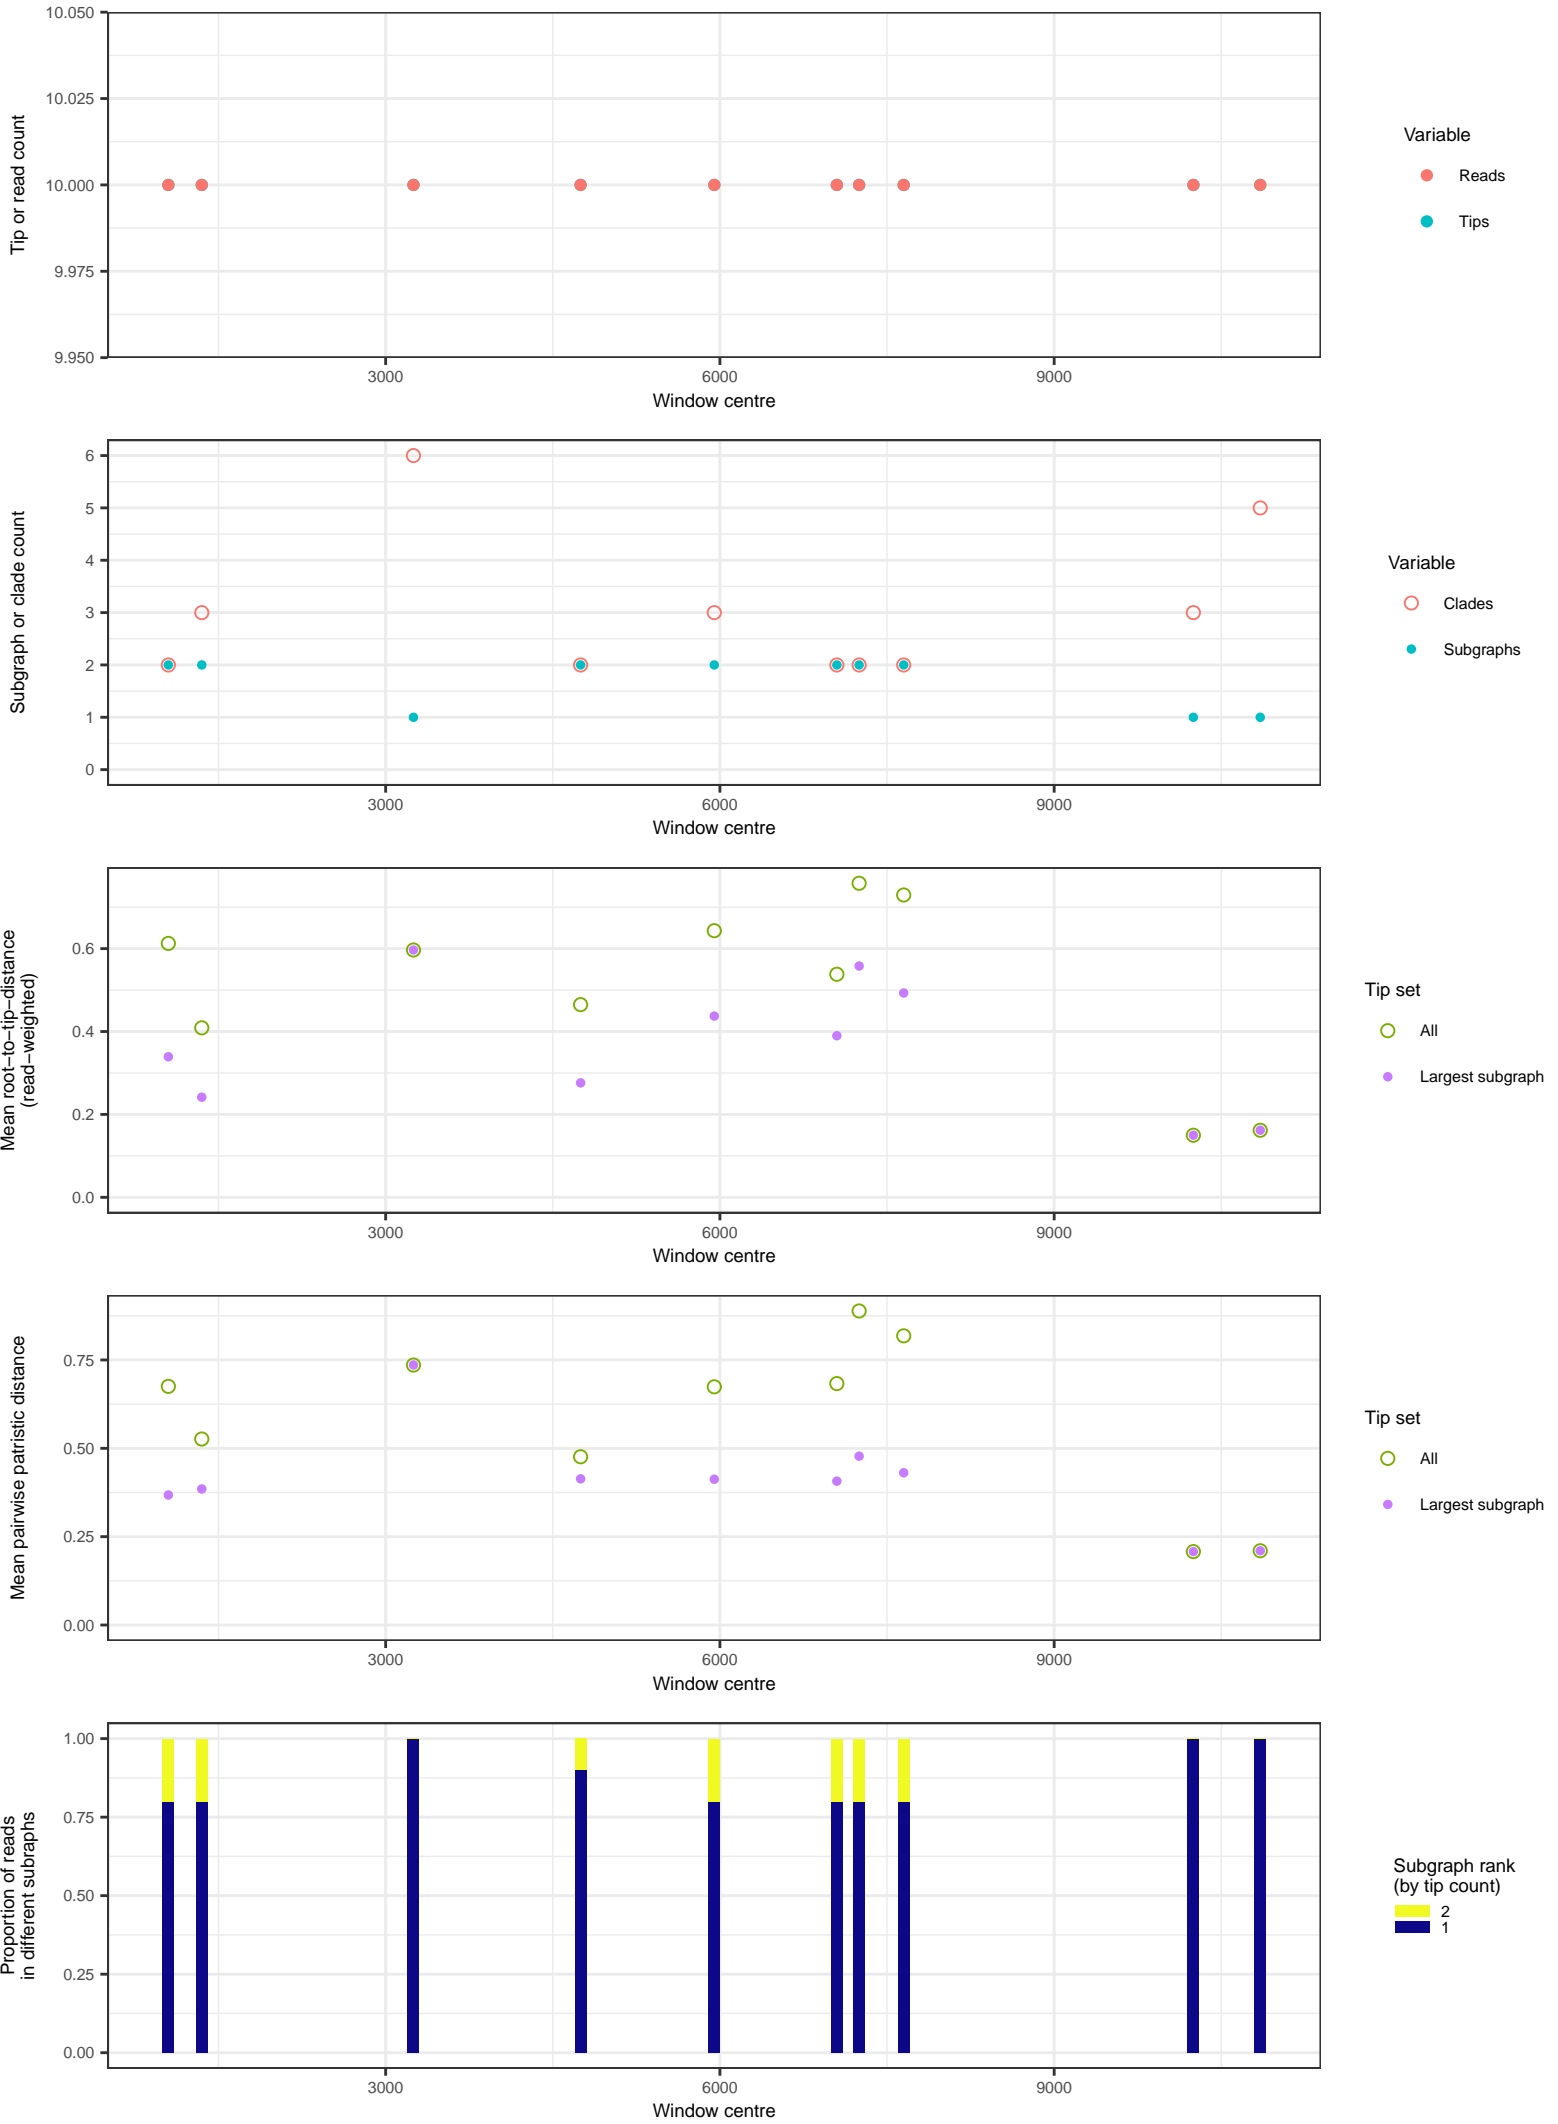 10.050
10.025
10.000
9.975
9.950
Tip or read count
3000 6000 9000
Window centre
Variable
Reads
Tips
6
5
4
3
2
1
0
Subgraph or clade count
3000 6000 9000
Window centre
Variable
Clades
Subgraphs
0.6
0.4
0.2
0.0
Mean root−to−tip−distance
(read−weighted)
3000 6000 9000
Window centre
Tip set
All
Largest subgraph
0.75
0.50
0.25
0.00
Mean pairwise patristic distance
3000 6000 9000
Window centre
Tip set
All
Largest subgraph
1.00
0.75
0.50
0.25
0.00
Proportion of reads
in different subraphs
3000 6000 9000
Window centre
Subgraph rank
(by tip count)
2
1